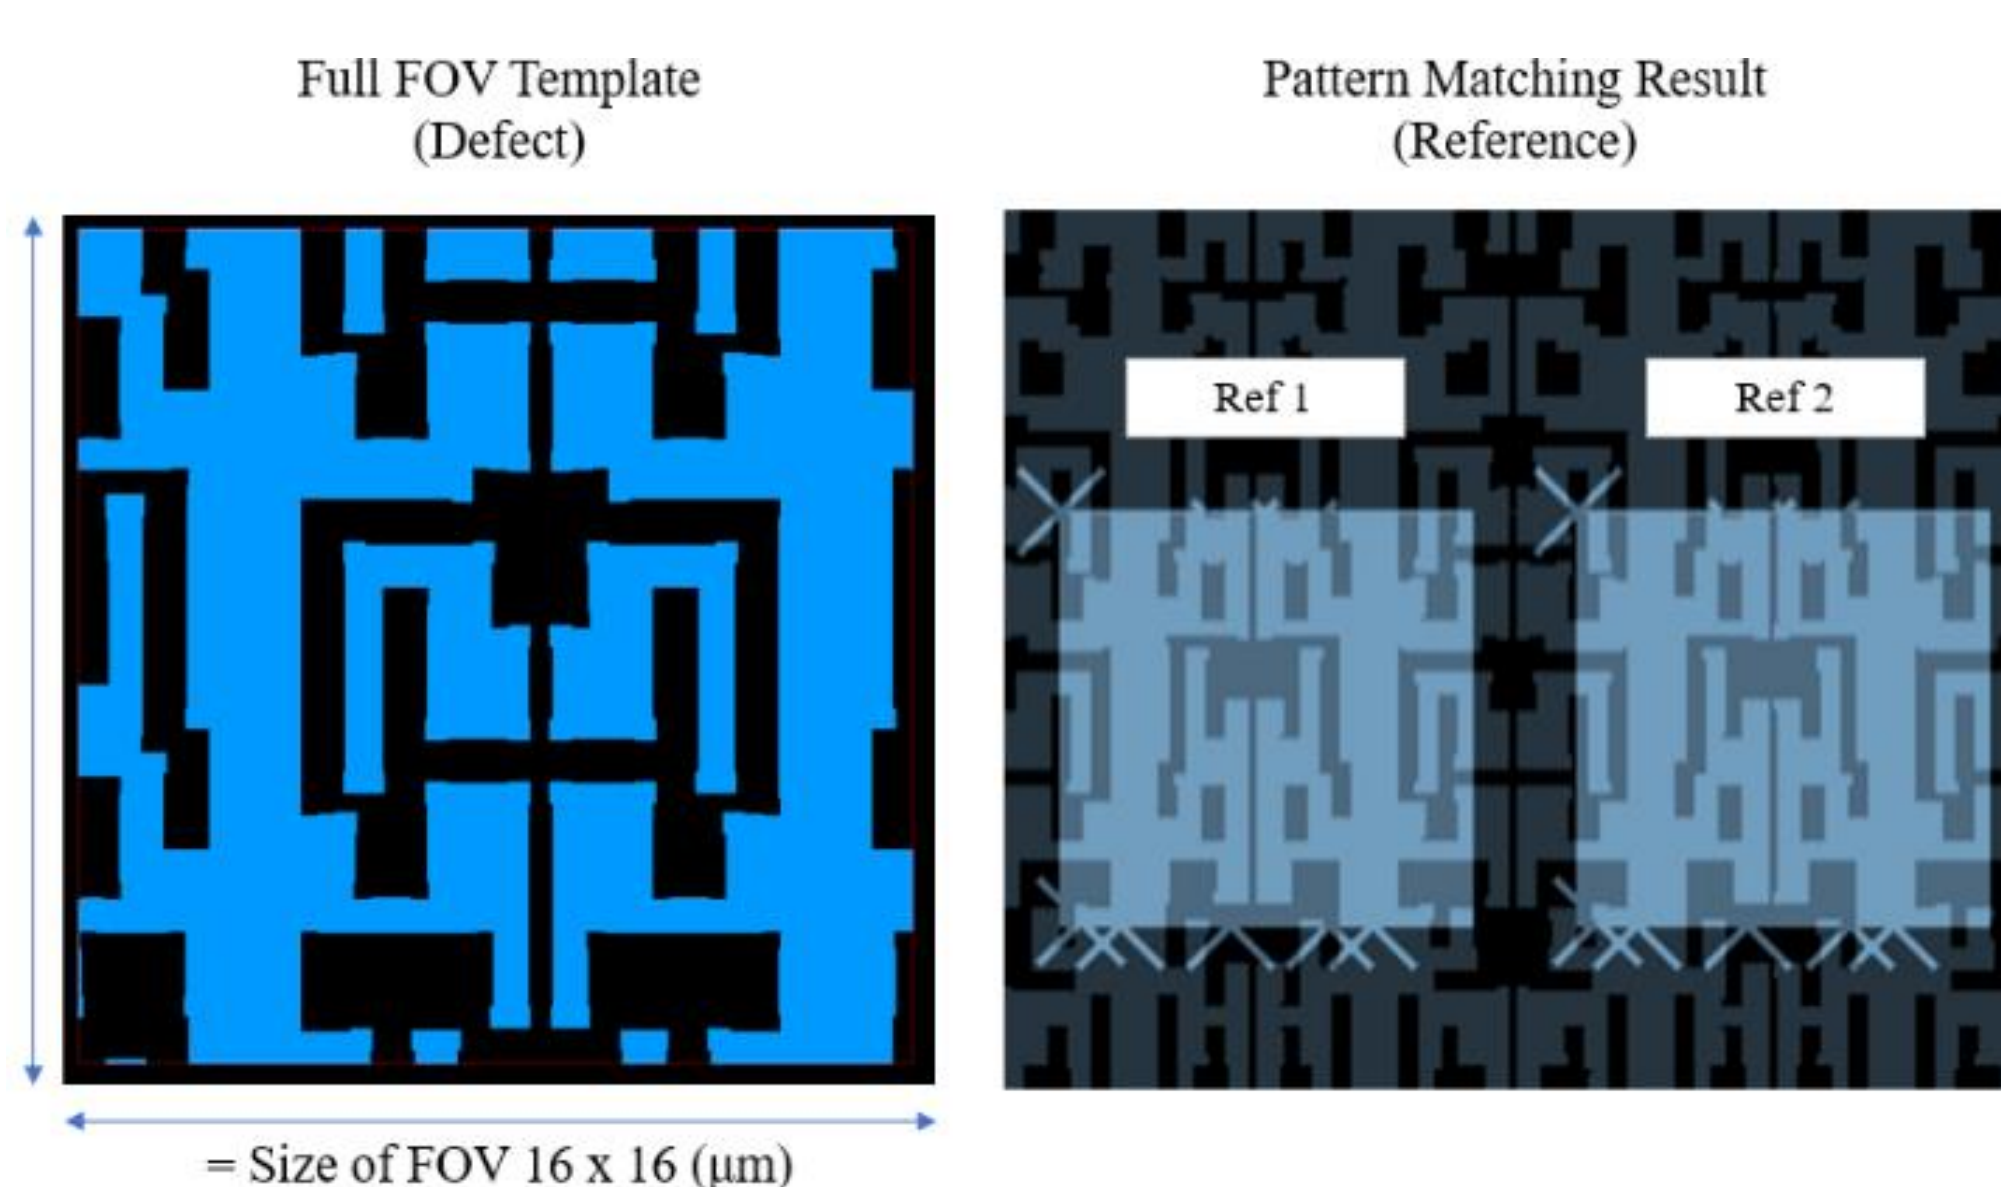 Full FOV Template
(Defect)
Pattern Matching Result
(Reference)
Ref 1
Ref 2
= Size of FOV 16 x 16 (μm)